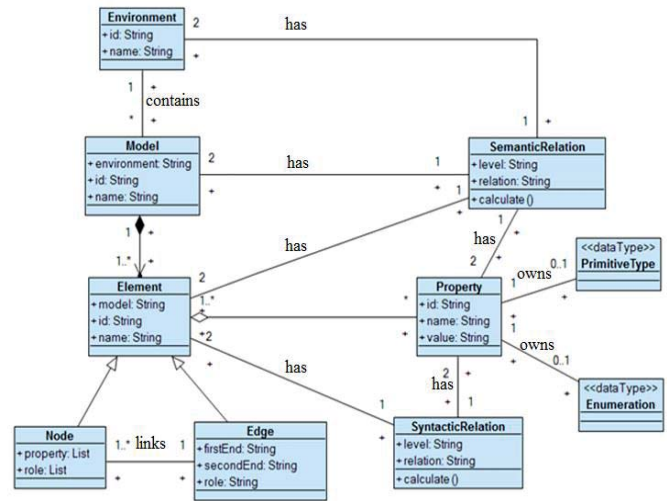 Environment
+ id: String
+ name: String
2
has
+
1
+
contains
*
+
1
+
Model
+ environment: String
+ id: String
+ name: String
2
has
1
+
+
SemanticRelation
+ level: String
+ relation: String
+ calculate ()
1
+
1
+
has
1
+
1..*
+
has
2
+
2
Element
+ model: String
+ id: String
+ name: String
1..*
+
*
+
Property
+ id: String
+ name: String
+ value: String
1
owns
0..1
+
+
<<dataType>>
PrimitiveType
1
owns
+
0..1
+
<<dataType>>
Enumeration
2
+
has
1
+
2
+
has
1
+
SyntacticRelation
+ level: String
+ relation: String
+ calculate ()
Node
+ property: List
+ role: List
1..*
links
1
+
+
Edge
+ firstEnd: String
+ secondEnd: String
+ role: String